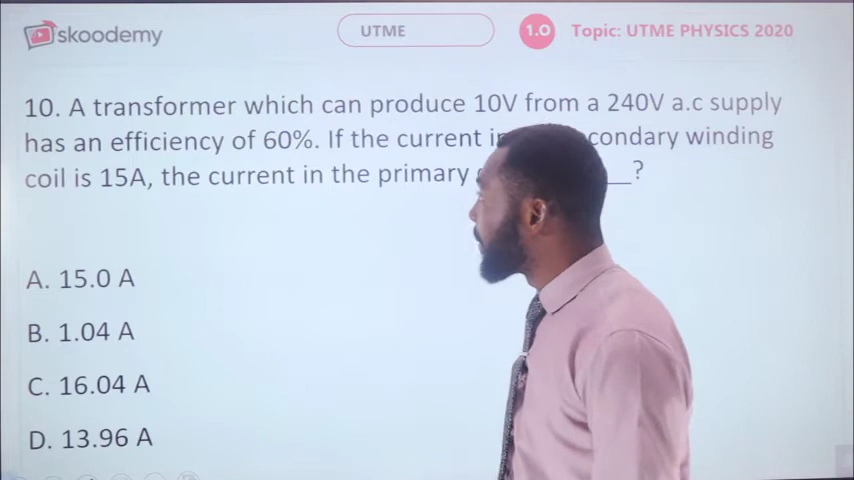 skoodemy
UTME
1.0
Topic: UTME PHYSICS 2020
10. A transformer which can produce 10V from a 240V a.c supply
has an efficiency of 60%. If the current condary winding
coil is 15A, the current in the primary ___?
A. 15.0 A
B. 1.04 A
C. 16.04 A
D. 13.96 A